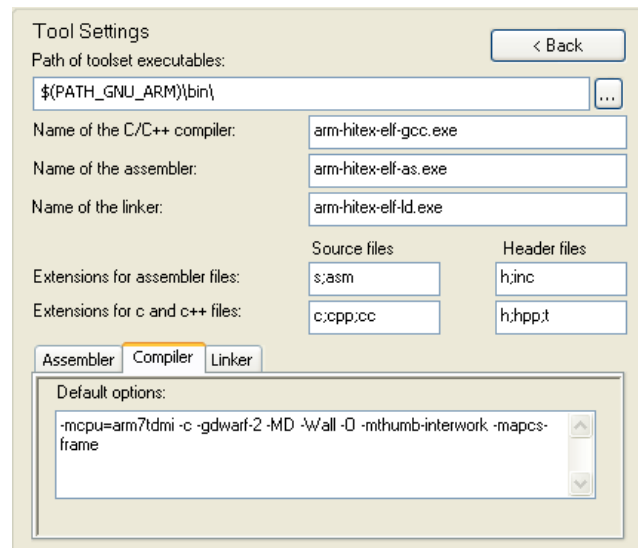 Tool Settings
< Back
Path of toolset executables:
$(PATH_GNU_ARM)\bin\
...
Name of the C/C++ compiler: arm-hitex-elf-gcc.exe
Name of the assembler: arm-hitex-elf-as.exe
Name of the linker: arm-hitex-elf-ld.exe
Source files Header files
Extensions for assembler files: s;asm h;inc
Extensions for c and c++ files: c;cpp;cc h;hpp;t
Assembler Compiler Linker
Default options:
-mcpu=arm7tdmi -c -gdwarf-2 -MD -Wall -O -mthumb-interwork -mapcs-
frame